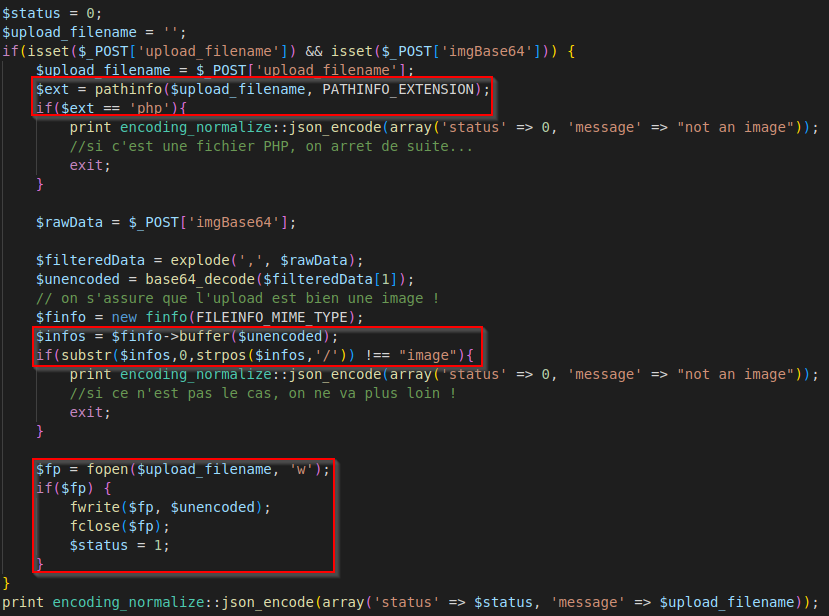 $status = 0;
$upload_filename = '';
if(isset($_POST['upload_filename']) && isset($_POST['imgBase64'])) {
    $upload_filename = $_POST['upload_filename'];
    $ext = pathinfo($upload_filename, PATHINFO_EXTENSION);
    if($ext == 'php'){
        print encoding_normalize::json_encode(array('status' => 0, 'message' => "not an image"));
        //si c'est une fichier PHP, on arret de suite...
        exit;
    }

    $rawData = $_POST['imgBase64'];

    $filteredData = explode(',', $rawData);
    $unencoded = base64_decode($filteredData[1]);
    // on s'assure que l'upload est bien une image !
    $finfo = new finfo(FILEINFO_MIME_TYPE);
    $infos = $finfo->buffer($unencoded);
    if(substr($infos,0,strpos($infos,'/')) !== "image"){
        print encoding_normalize::json_encode(array('status' => 0, 'message' => "not an image"));
        //si ce n'est pas le cas, on ne va plus loin !
        exit;
    }

    $fp = fopen($upload_filename, 'w');
    if($fp) {
        fwrite($fp, $unencoded);
        fclose($fp);
        $status = 1;
    }
}
print encoding_normalize::json_encode(array('status' => $status, 'message' => $upload_filename));